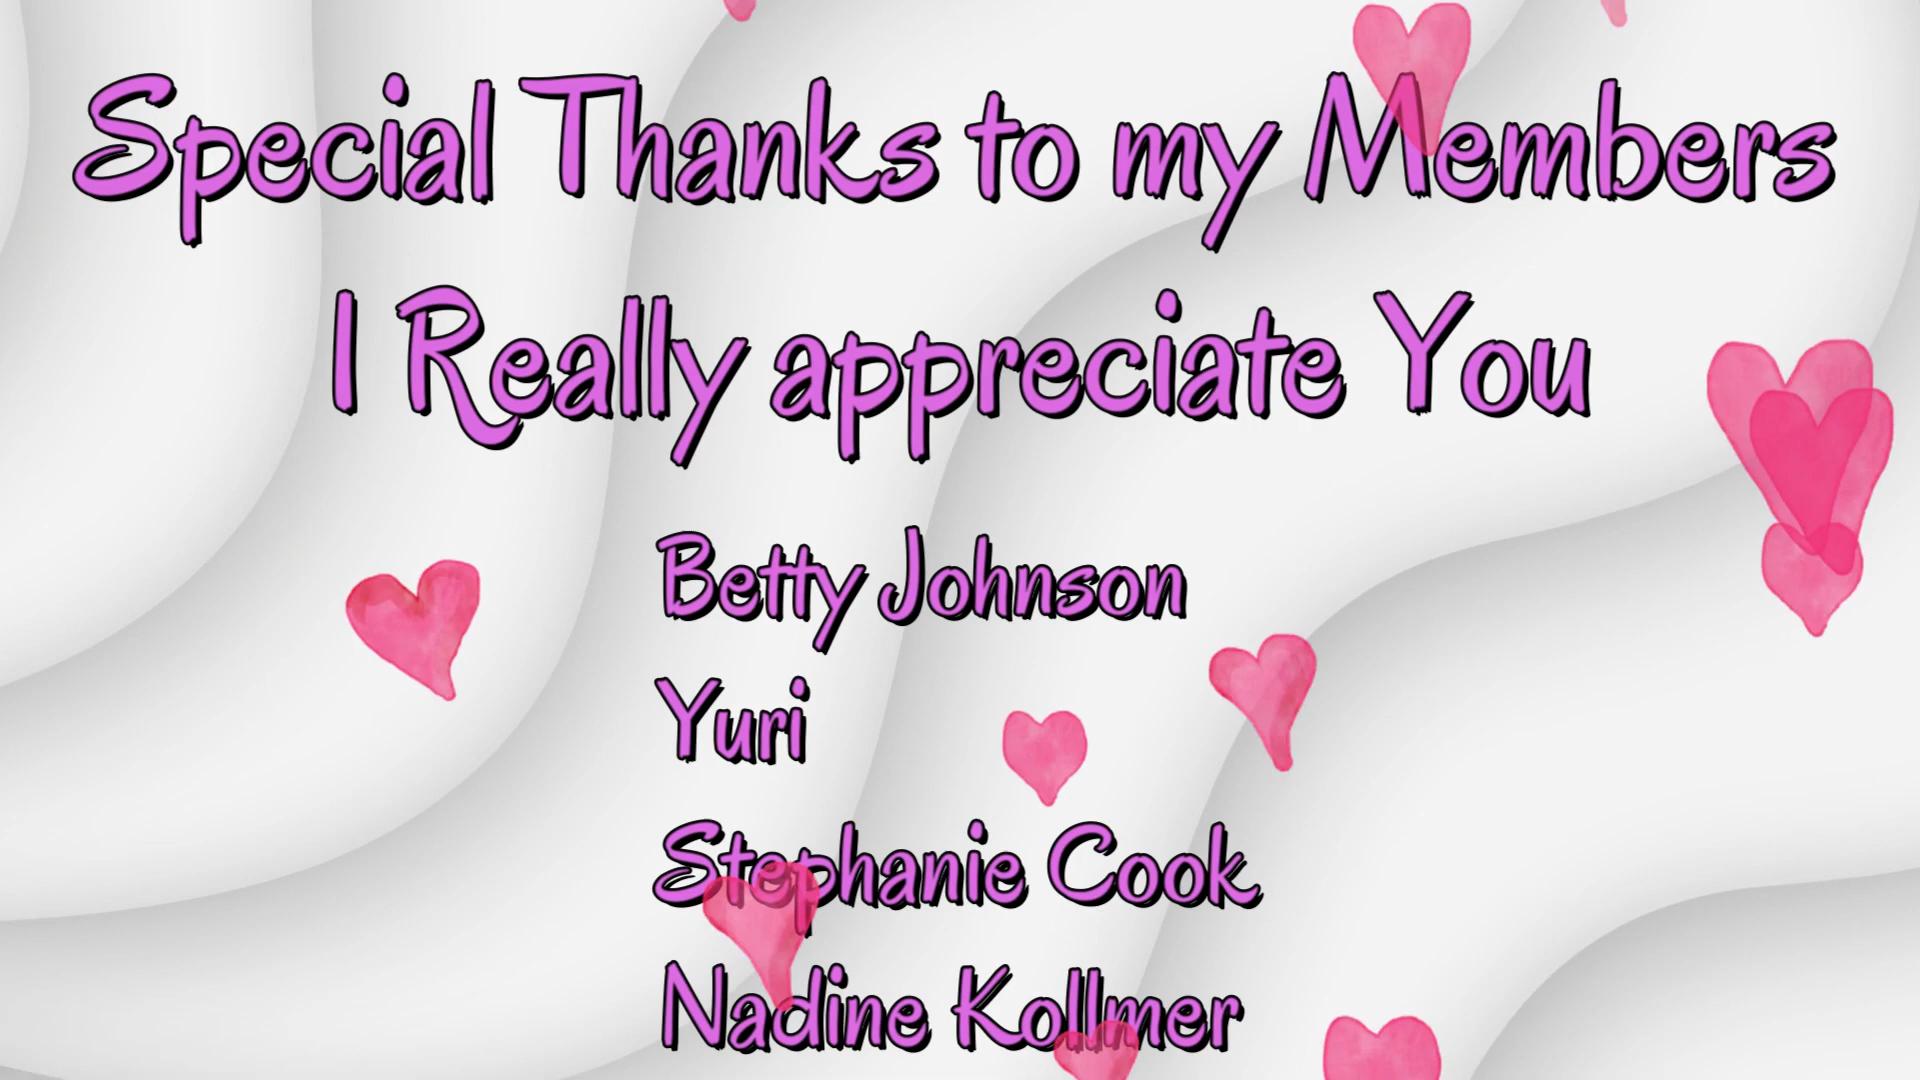 Special Thanks to my Members
I Really appreciate You
Betty Johnson
Yuri
Stephanie Cook
Nadine Kollmer